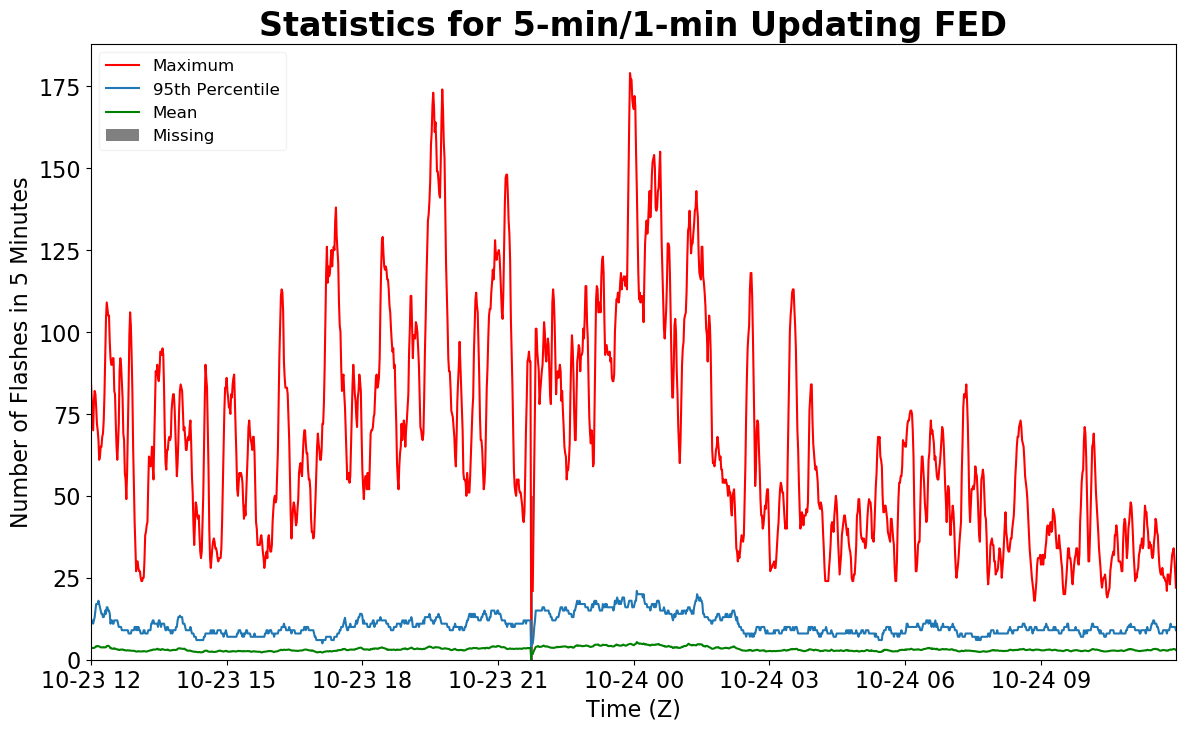 Statistics for 5-min/1-min Updating FED
Maximum
95th Percentile
Mean
Missing
Number of Flashes in 5 Minutes
175
150
125
100
75
50
25
0
10-23 12
10-23 15
10-23 18
10-23 21
10-24 00
10-24 03
10-24 06
10-24 09
Time (Z)